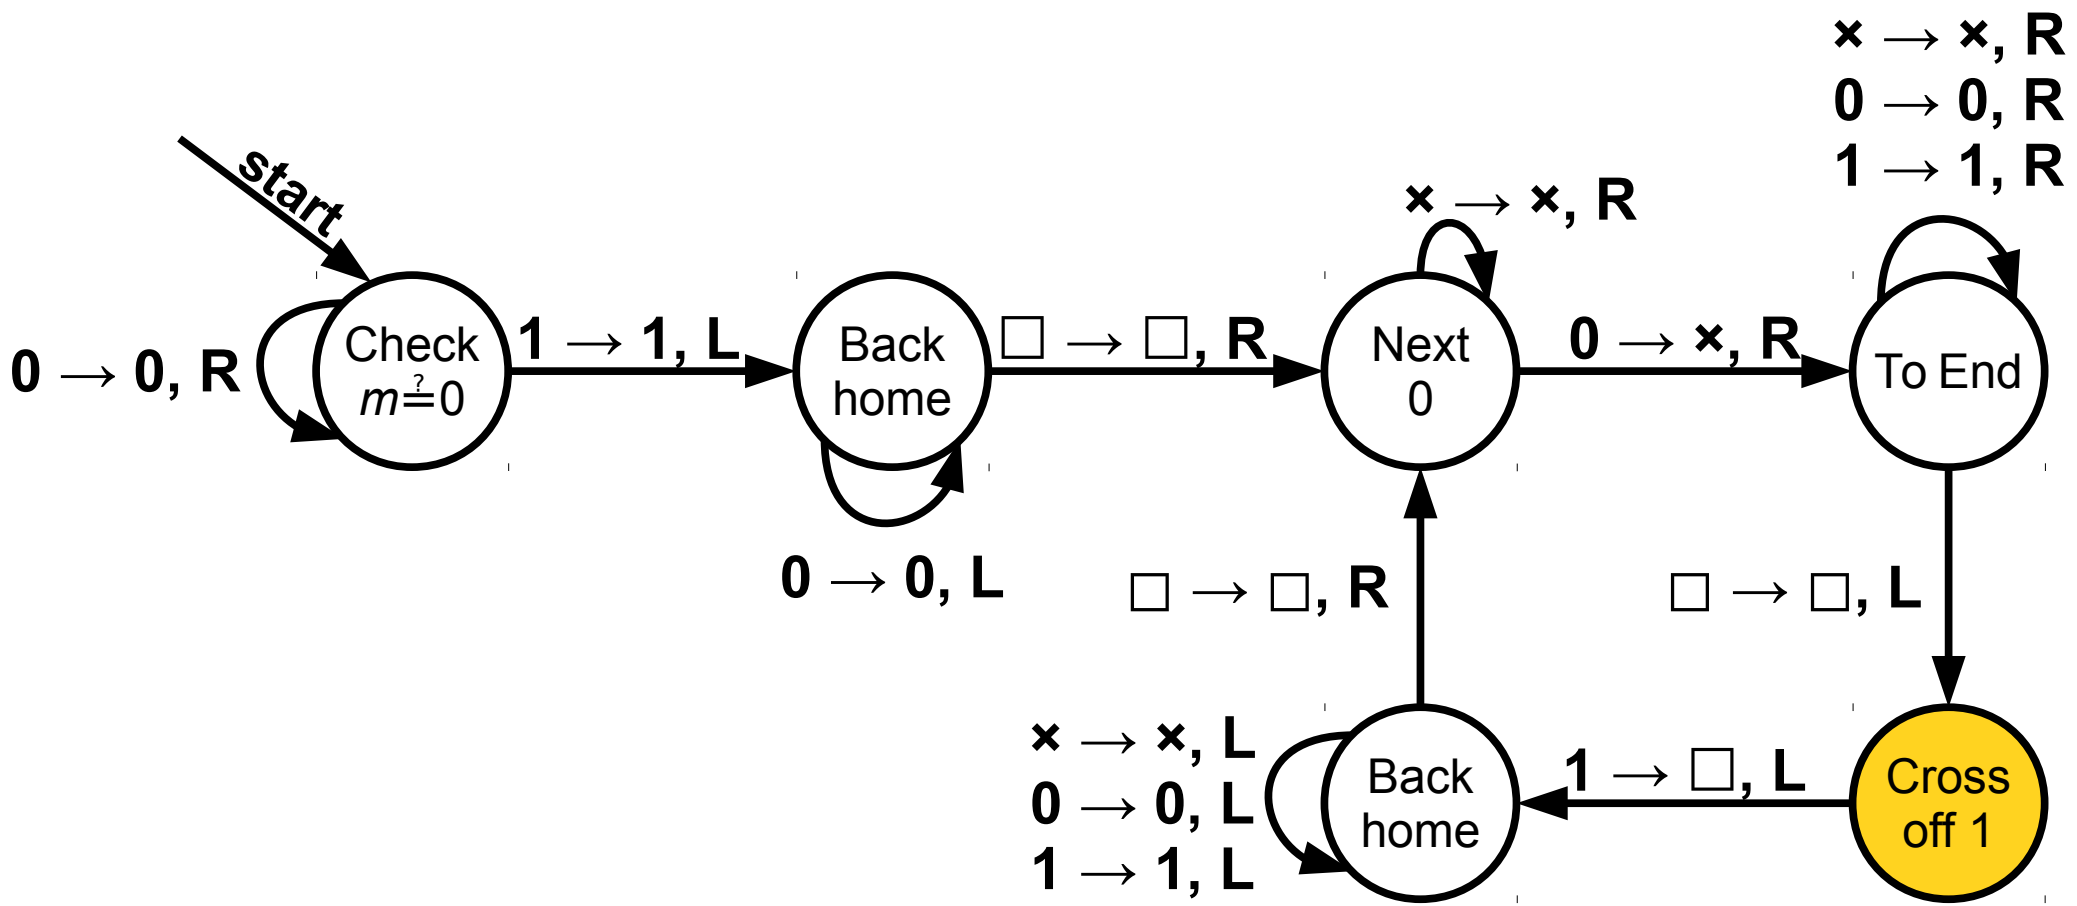 × → ×, R
0 → 0, R
1 → 1, R
start
× → ×, R
0 → 0, R
Check
m≟0
1 → 1, L
Back
home
□ → □, R
Next
0
0 → ×, R
To End
0 → 0, L
□ → □, R
□ → □, L
× → ×, L
0 → 0, L
1 → 1, L
Back
home
1 → □, L
Cross
off 1